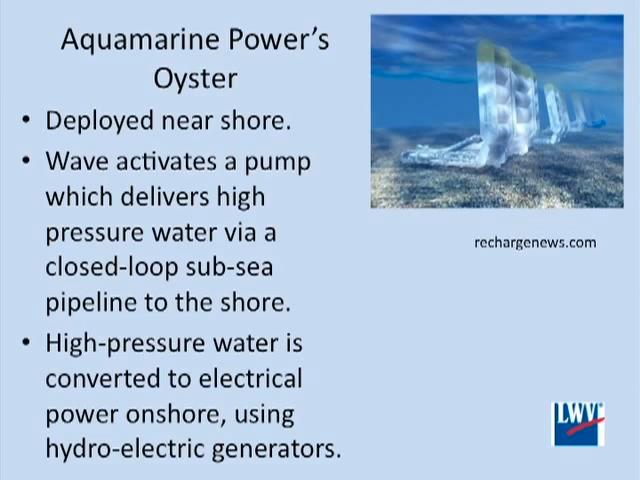 Aquamarine Power's
Oyster
• Deployed near shore.
• Wave activates a pump
which delivers high
pressure water via a
closed-loop sub-sea
pipeline to the shore.
• High-pressure water is
converted to electrical
power onshore, using
hydro-electric generators.
rechargenews.com
LWV